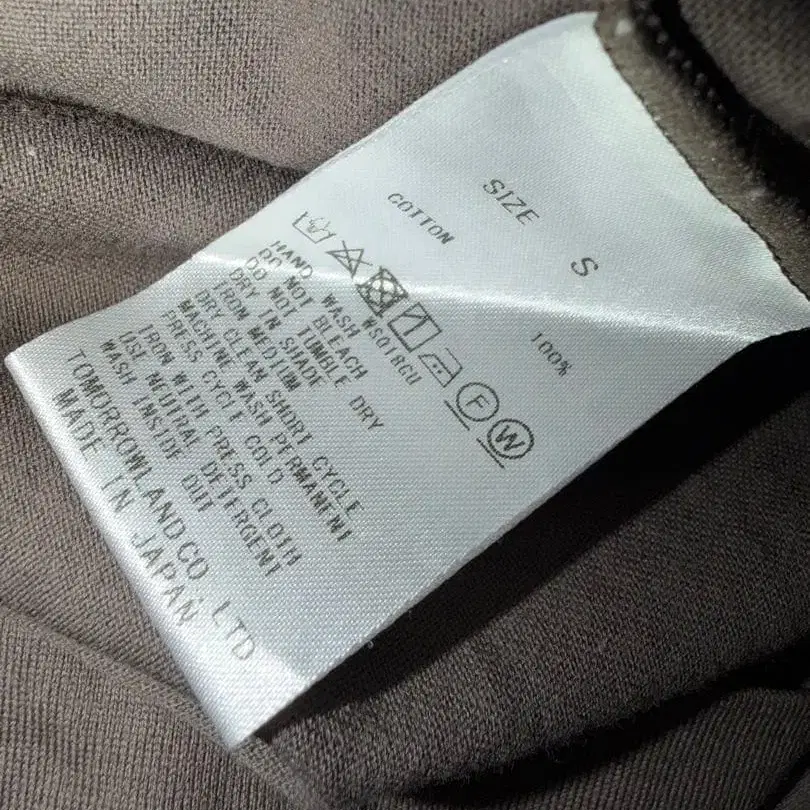 SIZE S
COTTON 100%
F W
WS018GU
HAND WASH
DO NOT BLEACH
DO NOT TUMBLE DRY
DRY IN SHADE
IRON MEDIUM
DRY CLEAN SHORT CYCLE
MACHINE WASH PERMANENT
PRESS CYCLE COLD
IRON WITH PRESS CLOTH
USE NEUTRAL DETERGENT
WASH INSIDE OUT
TOMORROWLAND CO., LTD
MADE IN JAPAN